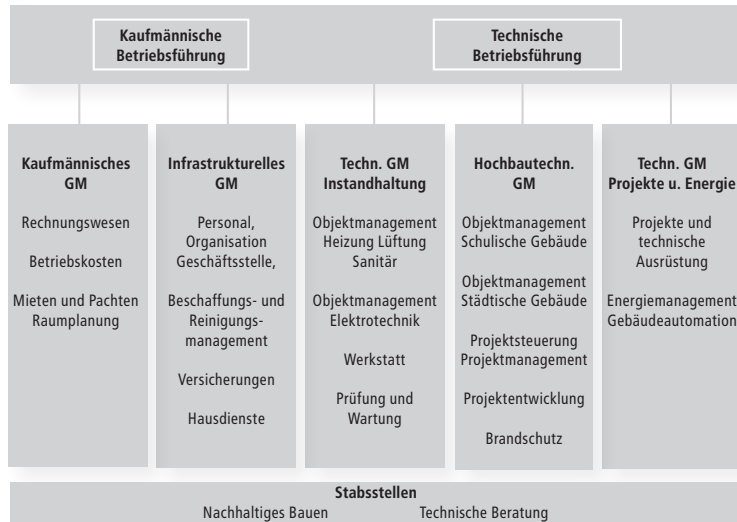 Kaufmännische
Betriebsführung
Technische
Betriebsführung
Kaufmännisches
GM
Rechnungswesen
Betriebskosten
Mieten und Pachten
Raumplanung
Infrastrukturelles
GM
Personal,
Organisation
Geschäftsstelle,
Beschaffungs- und
Reinigungs-
management
Versicherungen
Hausdienste
Techn. GM
Instandhaltung
Objektmanagement
Heizung Lüftung
Sanitär
Objektmanagement
Elektrotechnik
Werkstatt
Prüfung und
Wartung
Hochbautechn.
GM
Objektmanagement
Schulische Gebäude
Objektmanagement
Städtische Gebäude
Projektsteuerung
Projektmanagement
Projektentwicklung
Brandschutz
Techn. GM
Projekte u. Energie
Projekte und
technische
Ausrüstung
Energiemanagement
Gebäudeautomation
Stabsstellen
Nachhaltiges Bauen
Technische Beratung